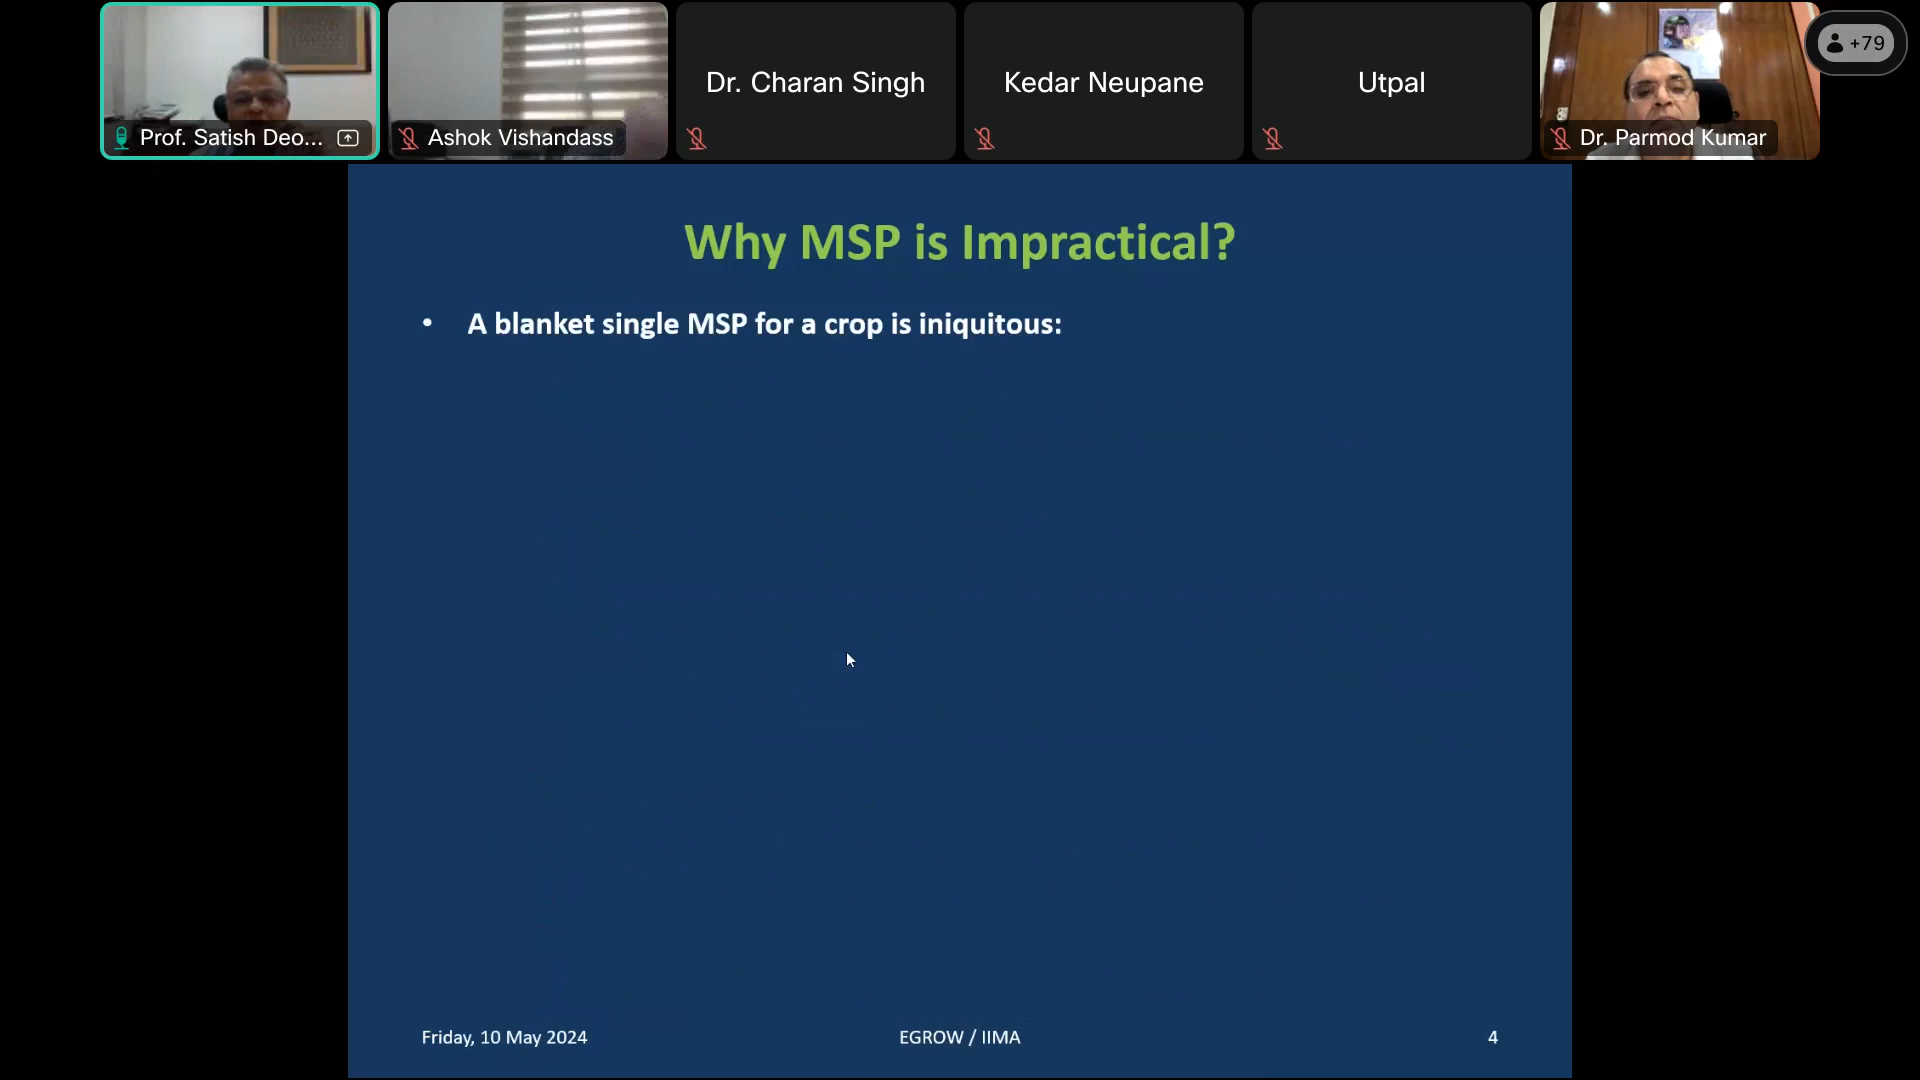 Prof. Satish Deo...
Ashok Vishandass
Dr. Charan Singh
Kedar Neupane
Utpal
Dr. Parmod Kumar
+79
Why MSP is Impractical?
• A blanket single MSP for a crop is iniquitous:
Friday, 10 May 2024
EGROW / IIMA
4